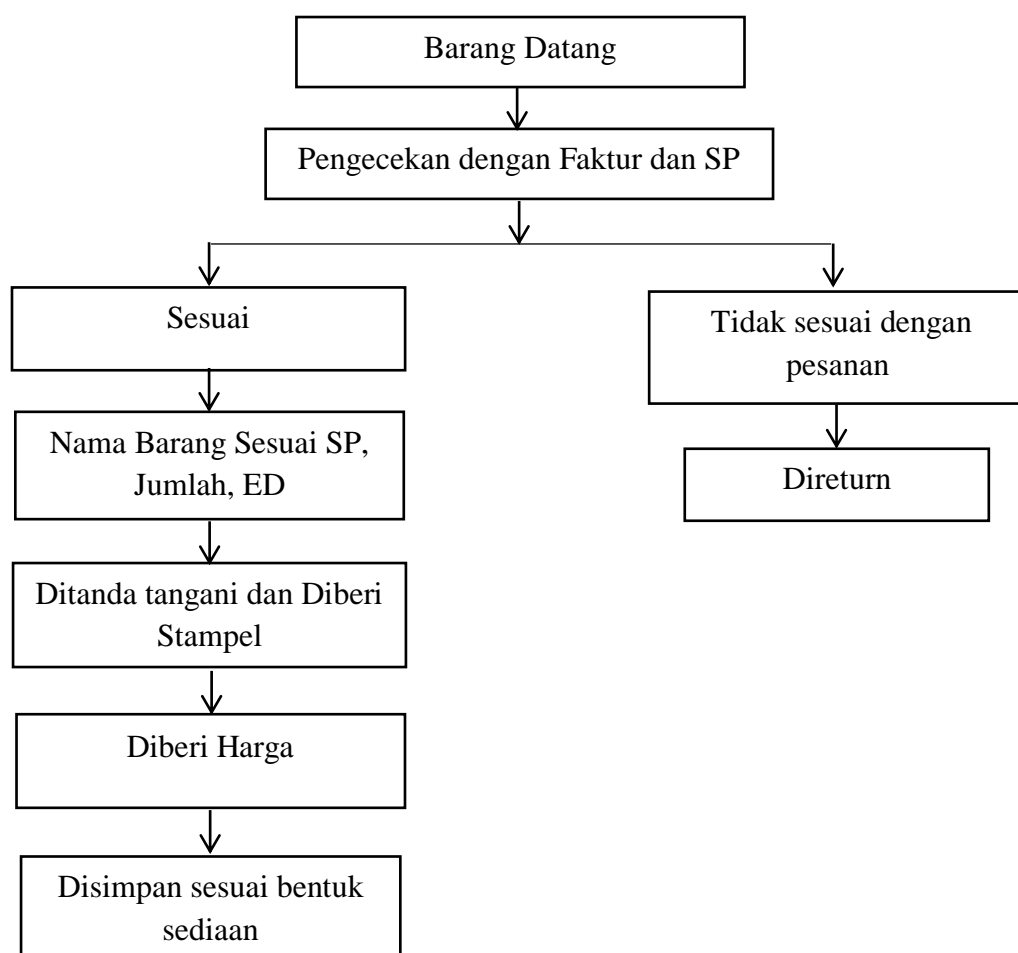 Barang Datang
Pengecekan dengan Faktur dan SP
Sesuai
Tidak sesuai dengan
pesanan
Nama Barang Sesuai SP,
Jumlah, ED
Direturn
Ditanda tangani dan Diberi
Stampel
Diberi Harga
Disimpan sesuai bentuk
sediaan